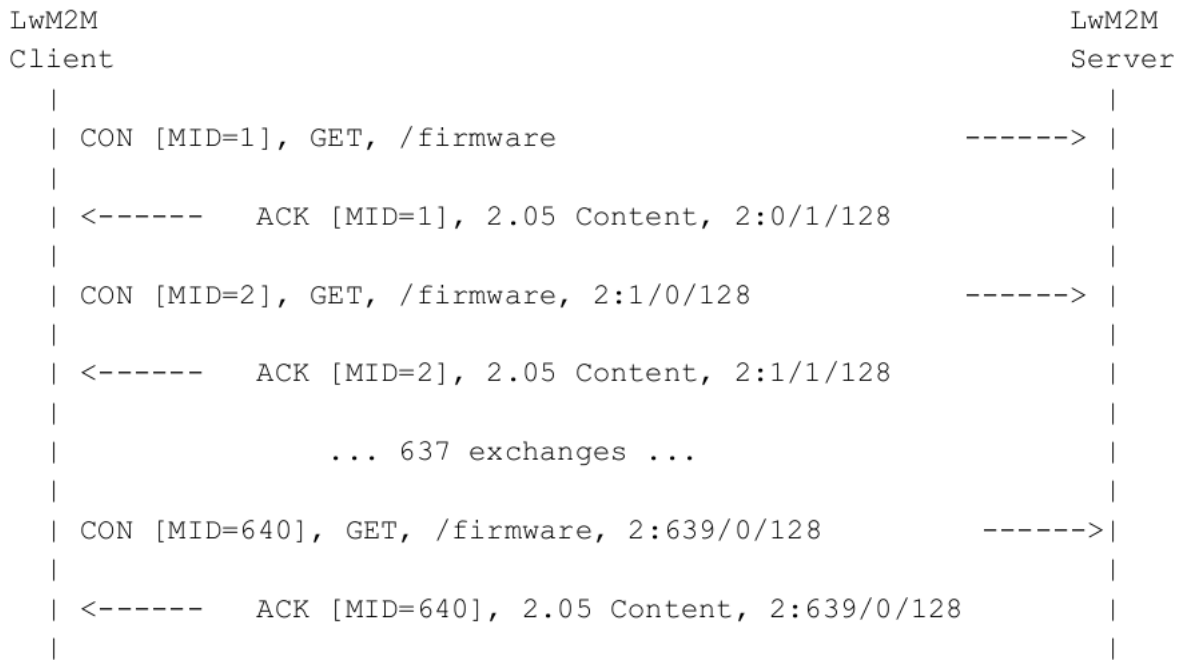 LwM2M LwM2M
Client Server
| |
| CON [MID=1], GET, /firmware ------> |
| |
| <------ ACK [MID=1], 2.05 Content, 2:0/1/128 |
| |
| CON [MID=2], GET, /firmware, 2:1/0/128 ------> |
| |
| <------ ACK [MID=2], 2.05 Content, 2:1/1/128 |
| |
| ... 637 exchanges ... |
| |
| CON [MID=640], GET, /firmware, 2:639/0/128 ------>|
| |
| <------ ACK [MID=640], 2.05 Content, 2:639/0/128 |
| |